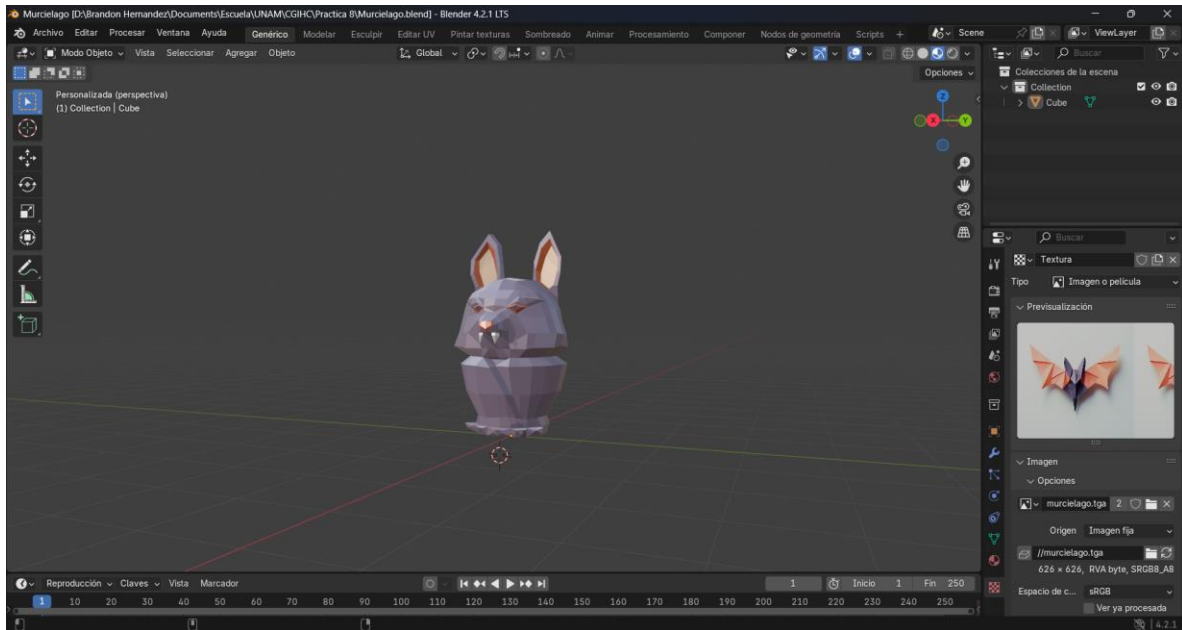 Murcielago [D:\Brandon Hernandez\Documents\Escuela\UNAM\CGIHC\Practica 8\Murcielago.blend] - Blender 4.2.1 LTS
Archivo Editar Procesar Ventana Ayuda Genérico Modelar Esculpir Editar UV Pintar texturas Sombreado Animar Procesamiento Componer Nodos de geometría Scripts + Scene ViewLayer
Modo Objeto Vista Seleccionar Agregar Objeto Global Buscar
Opciones
Colecciones de la escena
Personalizada (perspectiva)
Collection
(1) Collection | Cube
Cube
Z
X Y
Buscar
Textura
Tipo Imagen o película
Previsualización
Imagen
Opciones
murcielago.tga 2
Origen Imagen fija
//murcielago.tga
626 × 626, RVA byte, SRGB8_A8
Reproducción Claves Vista Marcador 1 Inicio 1 Fin 250
Espacio de c... sRGB
1 10 20 30 40 50 60 70 80 90 100 110 120 130 140 150 160 170 180 190 200 210 220 230 240 250
Ver ya procesada
4.2.1